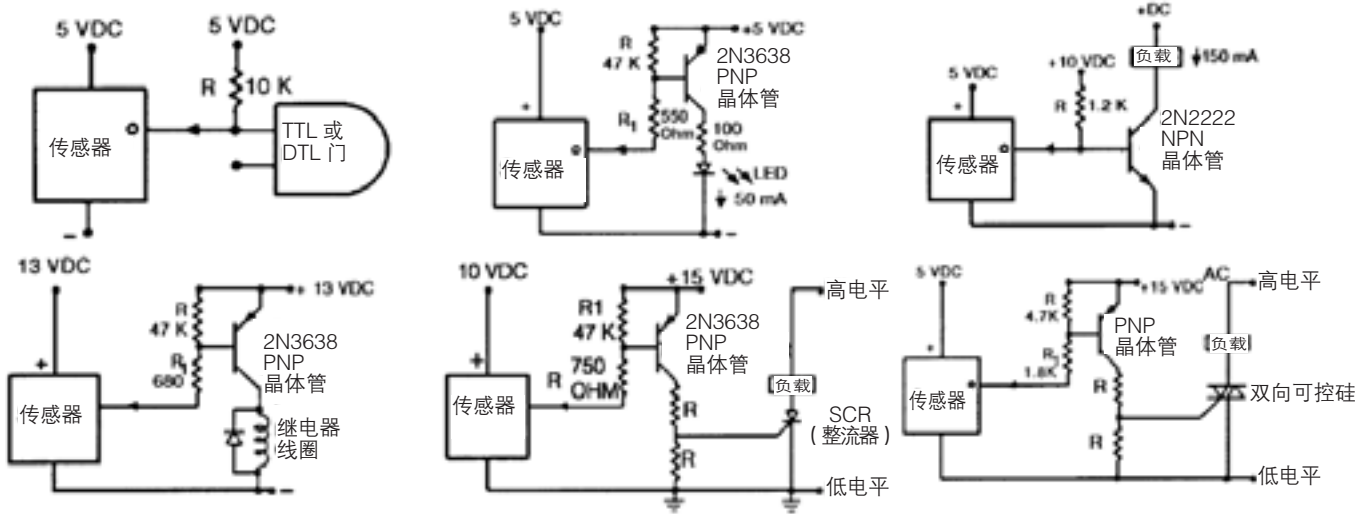 5 VDC
5 VDC
R
10 K
传感器
TTL 或
DTL 门
−
5 VDC
+5 VDC
R
47 K
2N3638
PNP
晶体管
+
R₁
550
Ohm
100
Ohm
传感器
LED
50 mA
−
+DC
负载
150 mA
+10 VDC
5 VDC
+
R
1.2 K
2N2222
NPN
晶体管
传感器
−
13 VDC
+ 13 VDC
R
47 K
2N3638
PNP
晶体管
+
R₁
680
传感器
继电器
线圈
−
10 VDC
+15 VDC
R1
47 K
2N3638
PNP
晶体管
+
R
750
OHM
传感器
R
R
高电平
负载
SCR
(整流器)
低电平
5 VDC
+15 VDC
AC
高电平
R
4.7K
PNP
晶体管
+
1.8K
负载
传感器
R
R
双向可控硅
低电平